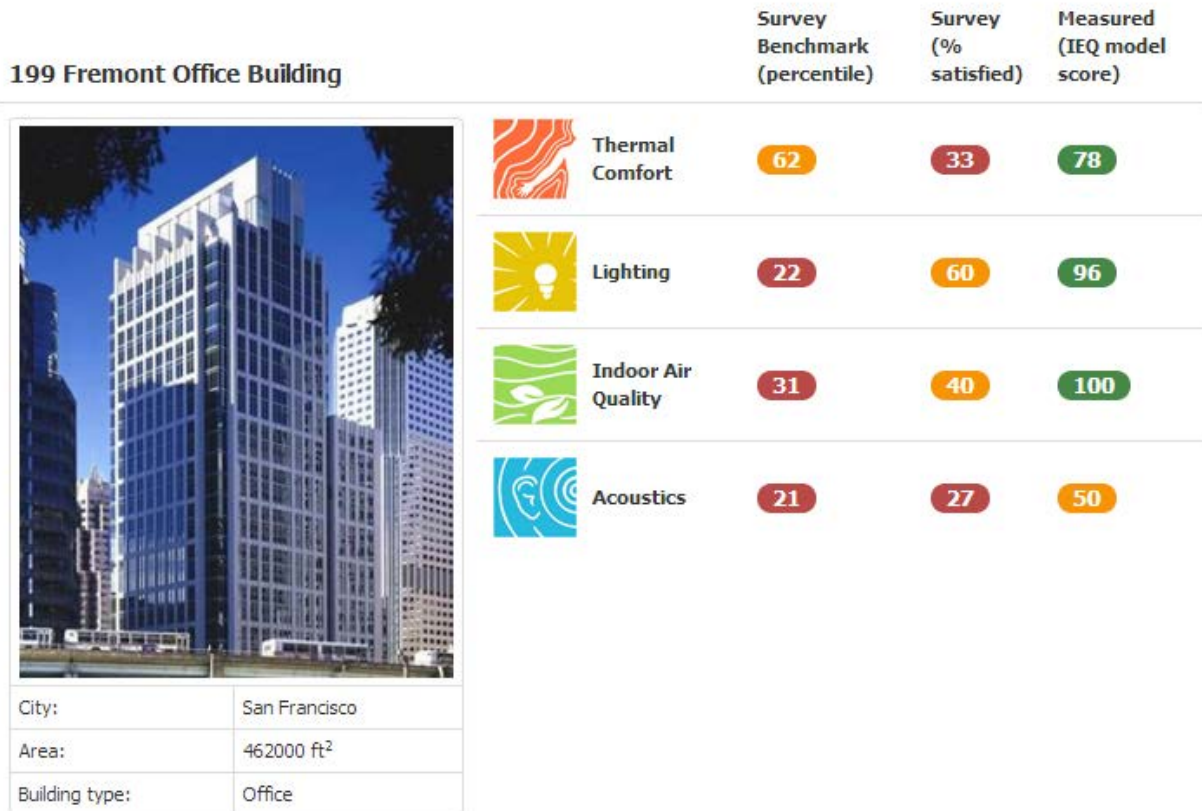 199 Fremont Office Building
Survey
Benchmark
(percentile)
Survey
(%
satisfied)
Measured
(IEQ model
score)
Thermal
Comfort
62
33
78
Lighting
22
60
96
Indoor Air
Quality
31
40
100
Acoustics
21
27
50
City: San Francisco
Area: 462000 ft²
Building type: Office